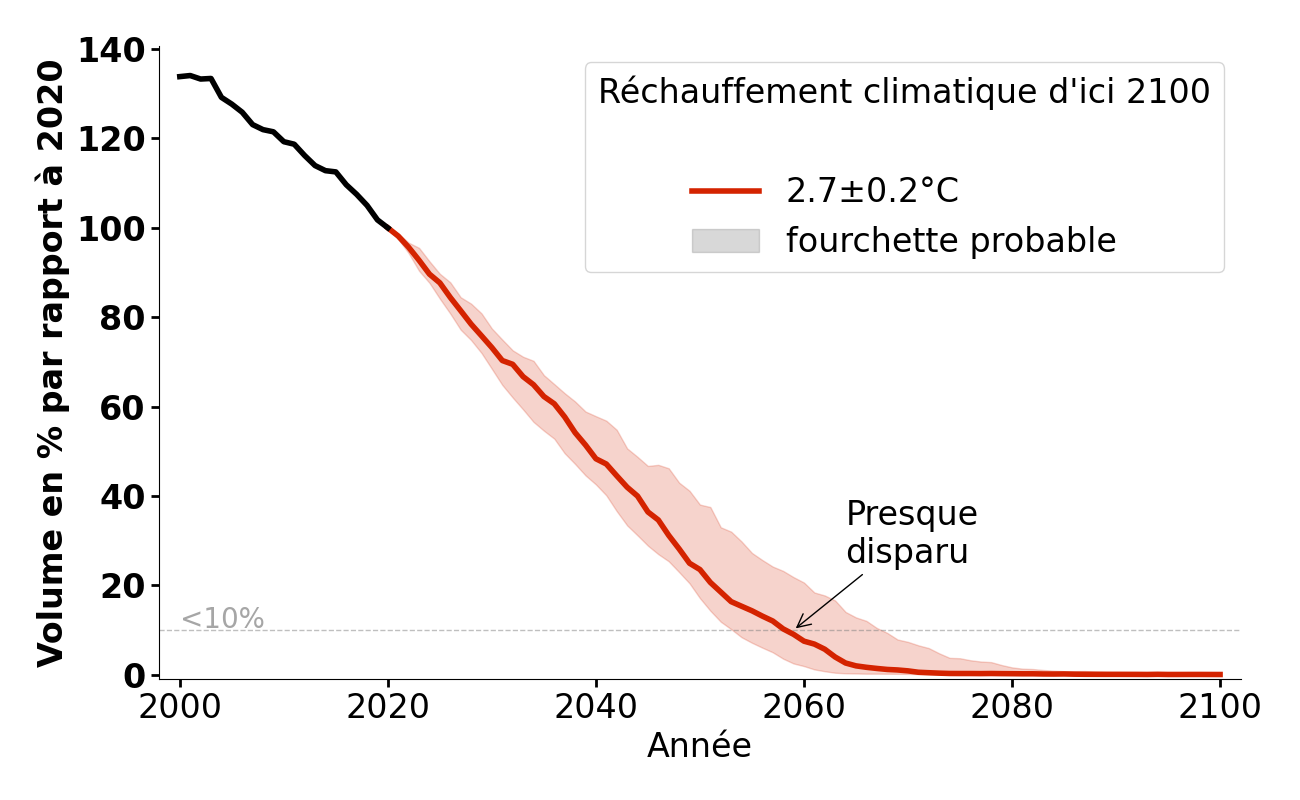 Volume en % par rapport à 2020
140
120
100
80
60
40
20
0
<10%
Réchauffement climatique d'ici 2100
2.7±0.2°C
fourchette probable
Presque
disparu
2000 2020 2040 2060 2080 2100
Année